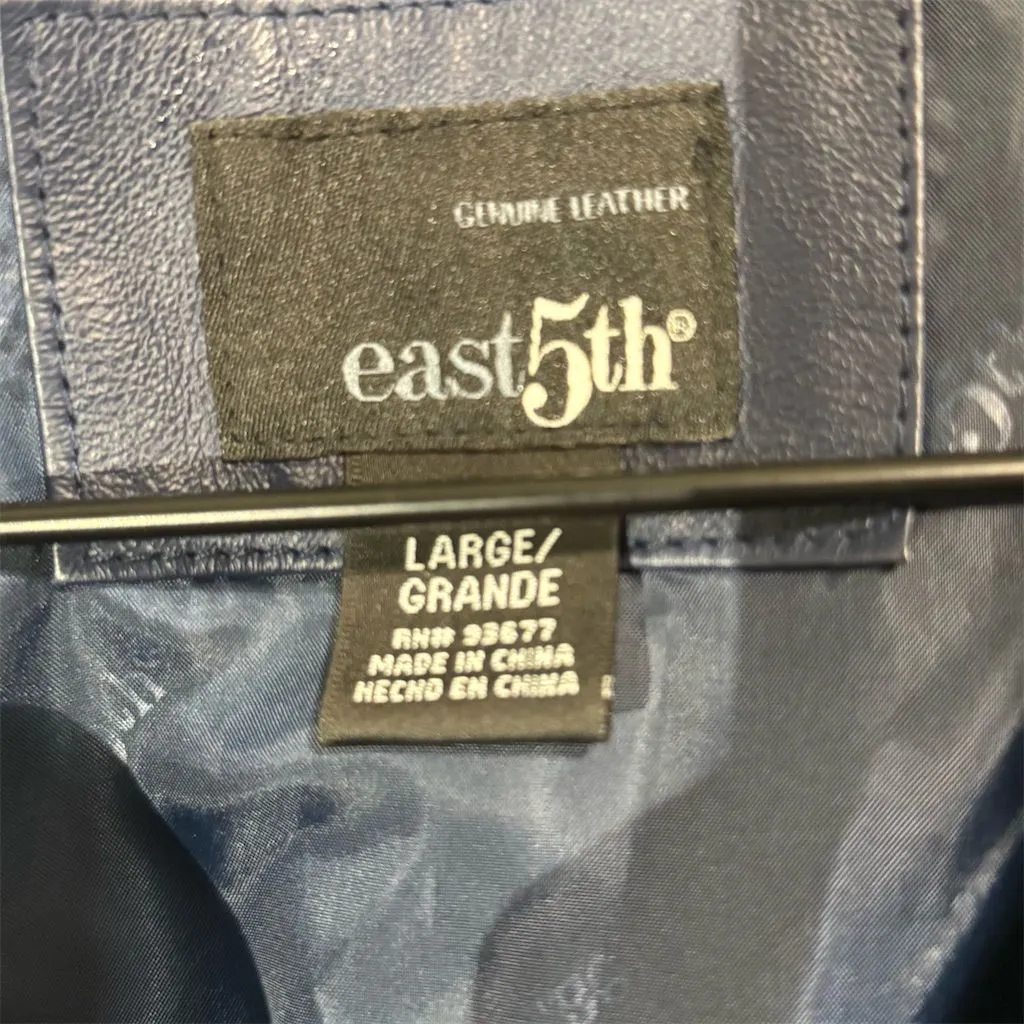 GENUINE LEATHER
east5th®
LARGE/
GRANDE
RN# 93677
MADE IN CHINA
HECHO EN CHINA